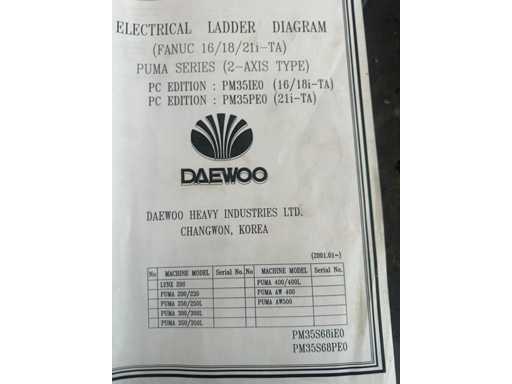 ELECTRICAL LADDER DIAGRAM
(FANUC 16/18/21i-TA)
PUMA SERIES (2-AXIS TYPE)
PC EDITION : PM35IE0 (16/18i-TA)
PC EDITION : PM35PE0 (21i-TA)
DAEWOO
DAEWOO HEAVY INDUSTRIES LTD.
CHANGWON, KOREA
(2001.01~)
No MACHINE MODEL Serial No. No MACHINE MODEL Serial No.
LYNX 200 PUMA 400/400L
PUMA 200/230 PUMA AW 400
PUMA 250/250L PUMA AW500
PUMA 300/300L
PUMA 350/350L
PM35S68iE0
PM35S68PE0